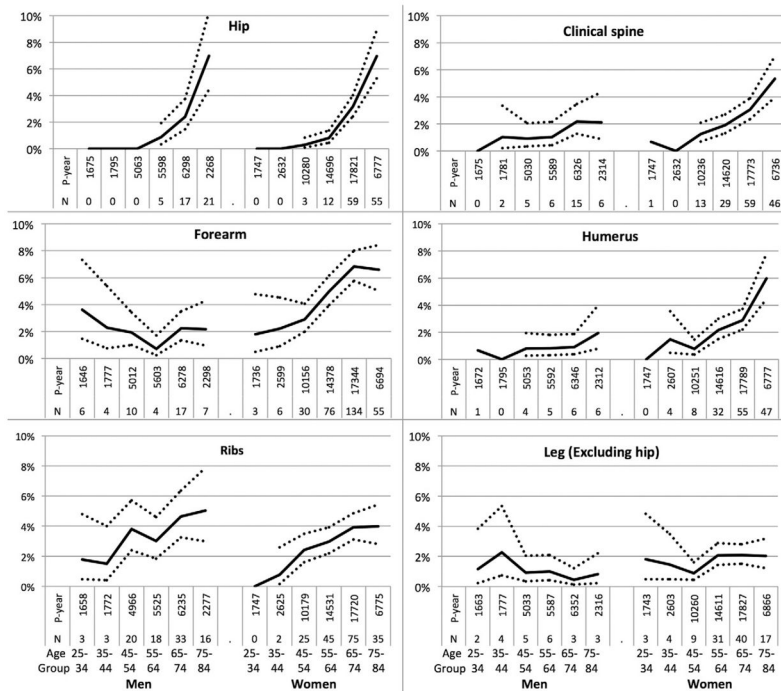 Hip
10%
8%
6%
4%
2%
0%
P-year 1675 1795 5063 5598 6298 2268 1747 2632 10280 14696 17821 6777
N 0 0 0 5 17 21 . 0 0 3 12 59 55
Clinical spine
10%
8%
6%
4%
2%
0%
P-year 1675 1781 5030 5589 6326 2314 1747 2632 10236 14620 17773 6736
N 0 2 5 6 15 6 . 1 0 13 29 59 46
Forearm
10%
8%
6%
4%
2%
0%
P-year 1646 1777 5012 5603 6278 2298 1736 2599 10156 14378 17344 6694
N 6 4 10 4 17 7 . 3 6 30 76 134 55
Humerus
10%
8%
6%
4%
2%
0%
P-year 1672 1795 5053 5592 6346 2312 1747 2607 10251 14616 17789 6777
N 1 0 4 5 6 6 . 0 4 8 32 55 47
Ribs
10%
8%
6%
4%
2%
0%
P-year 1658 1772 4966 5525 6235 2277 1747 2625 10179 14531 17720 6775
N 3 3 20 18 33 16 . 0 2 25 45 75 35
Age 25- 35- 45- 55- 65- 75- 25- 35- 45- 55- 65- 75-
Group 34 44 54 64 74 84 34 44 54 64 74 84
Men Women
Leg (Excluding hip)
10%
8%
6%
4%
2%
0%
P-year 1663 1777 5033 5587 6352 2316 1743 2603 10260 14611 17827 6866
N 2 4 5 6 3 3 . 3 4 9 31 40 17
Age 25- 35- 45- 55- 65- 75- 25- 35- 45- 55- 65- 75-
Group 34 44 54 64 74 84 34 44 54 64 74 84
Men Women